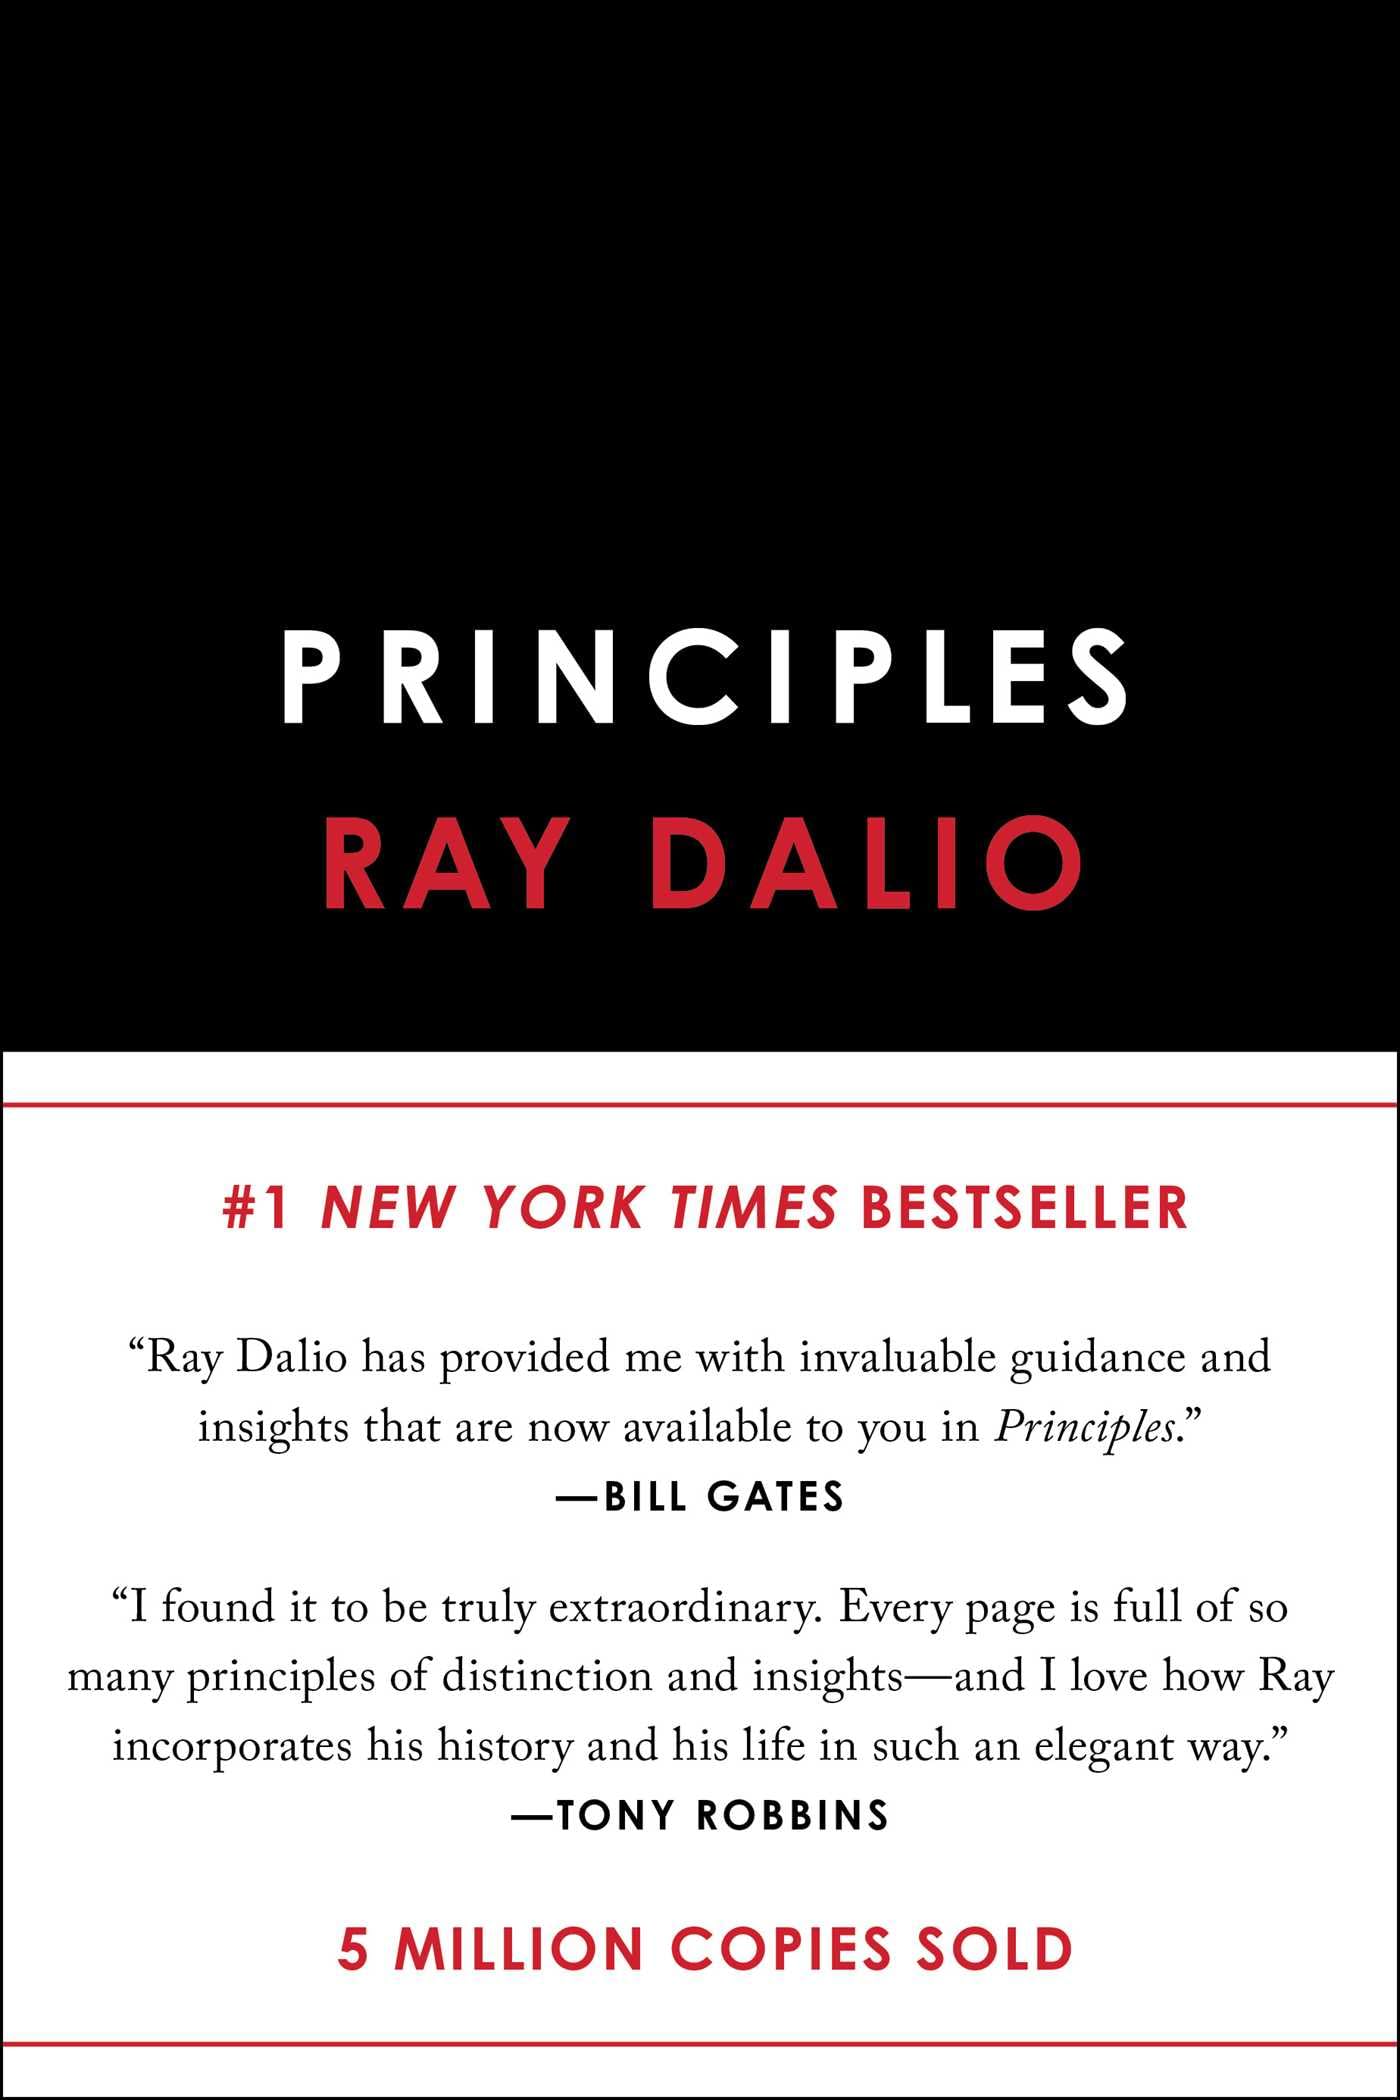 PRINCIPLES
RAY DALIO
#1 NEW YORK TIMES BESTSELLER
“Ray Dalio has provided me with invaluable guidance and
insights that are now available to you in Principles.”
—BILL GATES
“I found it to be truly extraordinary. Every page is full of so
many principles of distinction and insights—and I love how Ray
incorporates his history and his life in such an elegant way.”
—TONY ROBBINS
5 MILLION COPIES SOLD